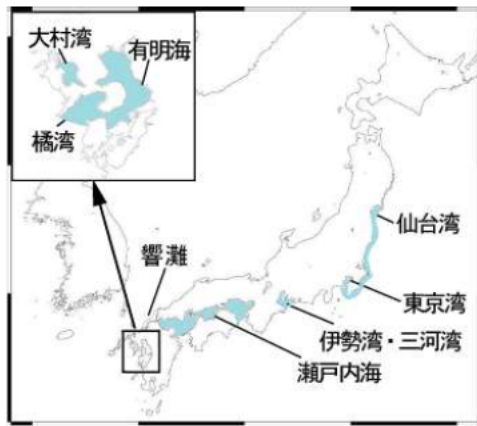 大村湾
有明海
橘湾
仙台湾
響灘
東京湾
伊勢湾・三河湾
瀬戸内海